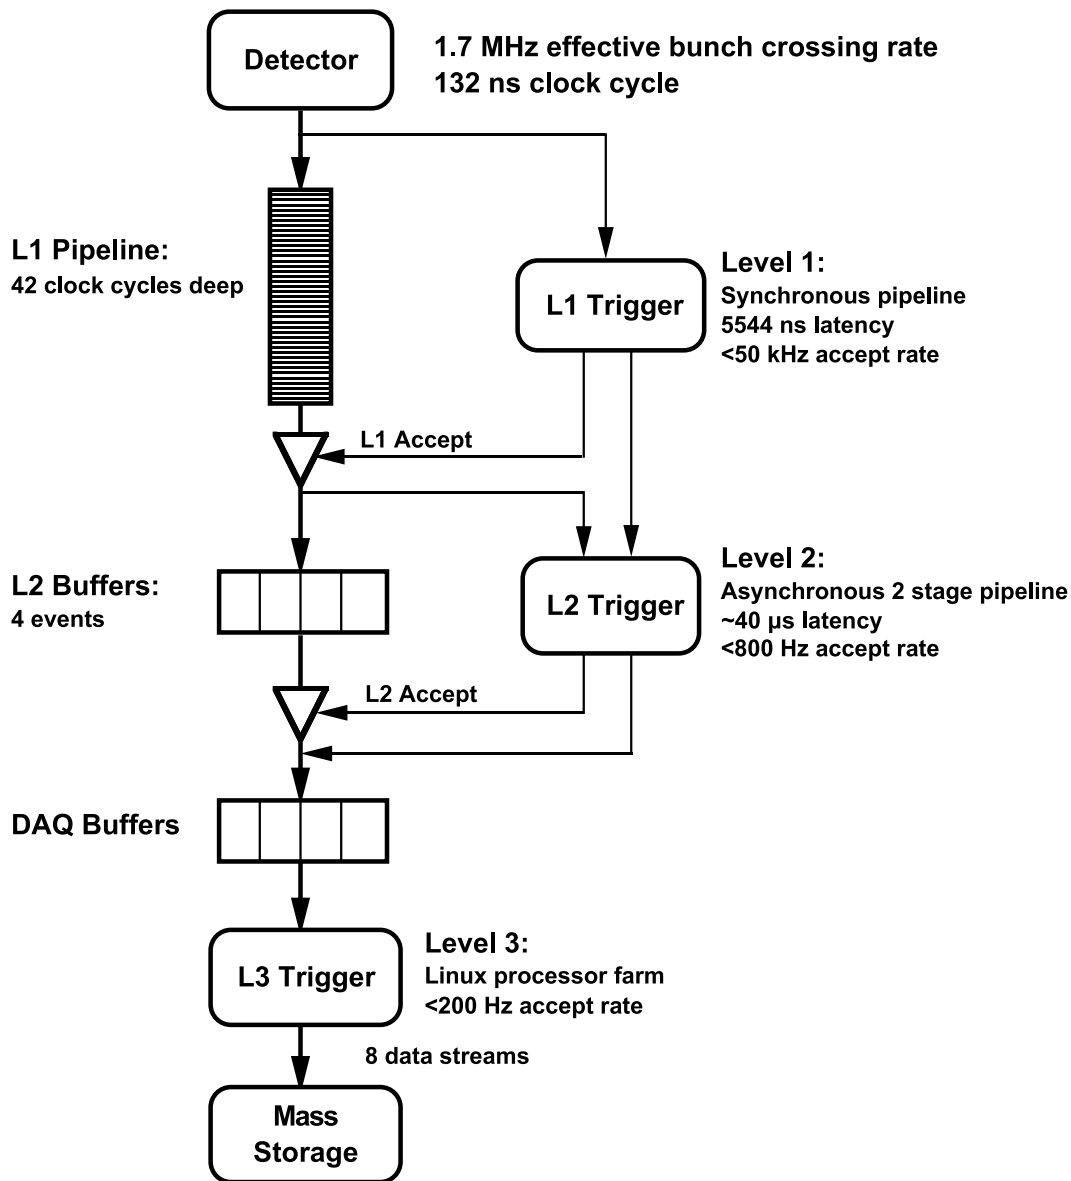 Detector
1.7 MHz effective bunch crossing rate
132 ns clock cycle
L1 Pipeline:
42 clock cycles deep
L1 Trigger
Level 1:
Synchronous pipeline
5544 ns latency
<50 kHz accept rate
L1 Accept
L2 Buffers:
4 events
L2 Trigger
Level 2:
Asynchronous 2 stage pipeline
~40 µs latency
<800 Hz accept rate
L2 Accept
DAQ Buffers
L3 Trigger
Level 3:
Linux processor farm
<200 Hz accept rate
8 data streams
Mass
Storage